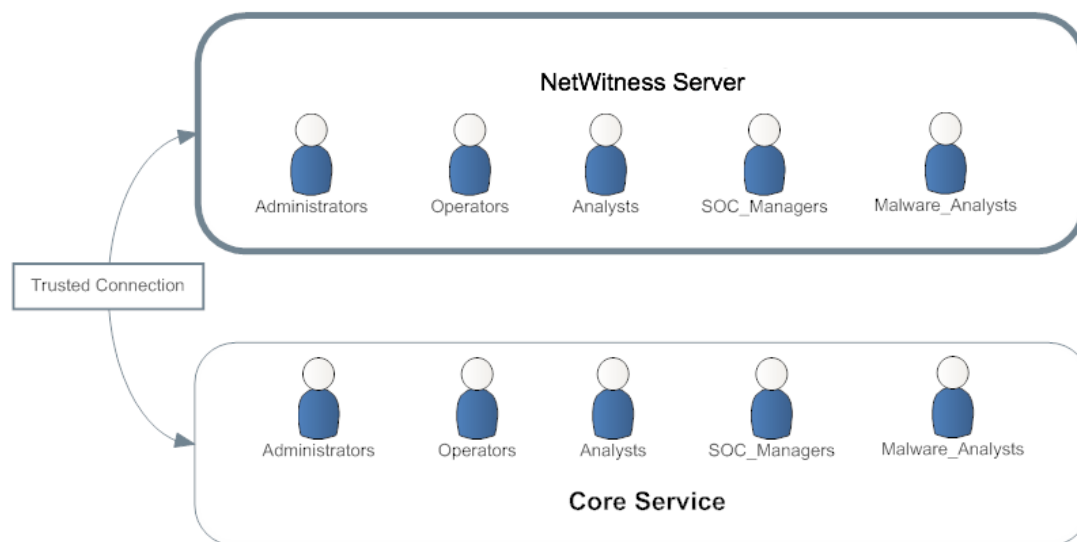 NetWitness Server
Administrators Operators Analysts SOC_Managers Malware_Analysts
Trusted Connection
Administrators Operators Analysts SOC_Managers Malware_Analysts
Core Service